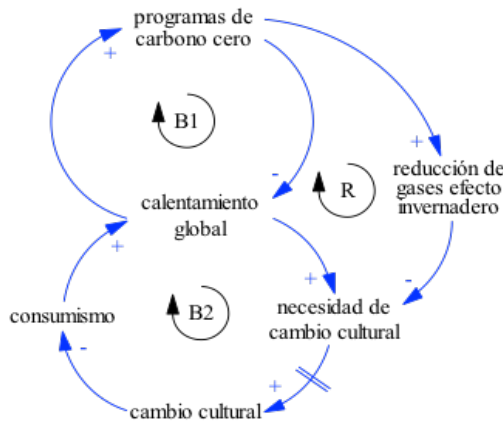 programas de
carbono cero
+
B1
-
+
R
reducción de
gases efecto
invernadero
calentamiento
global
+
+
-
consumismo
B2
necesidad de
cambio cultural
-
+
cambio cultural